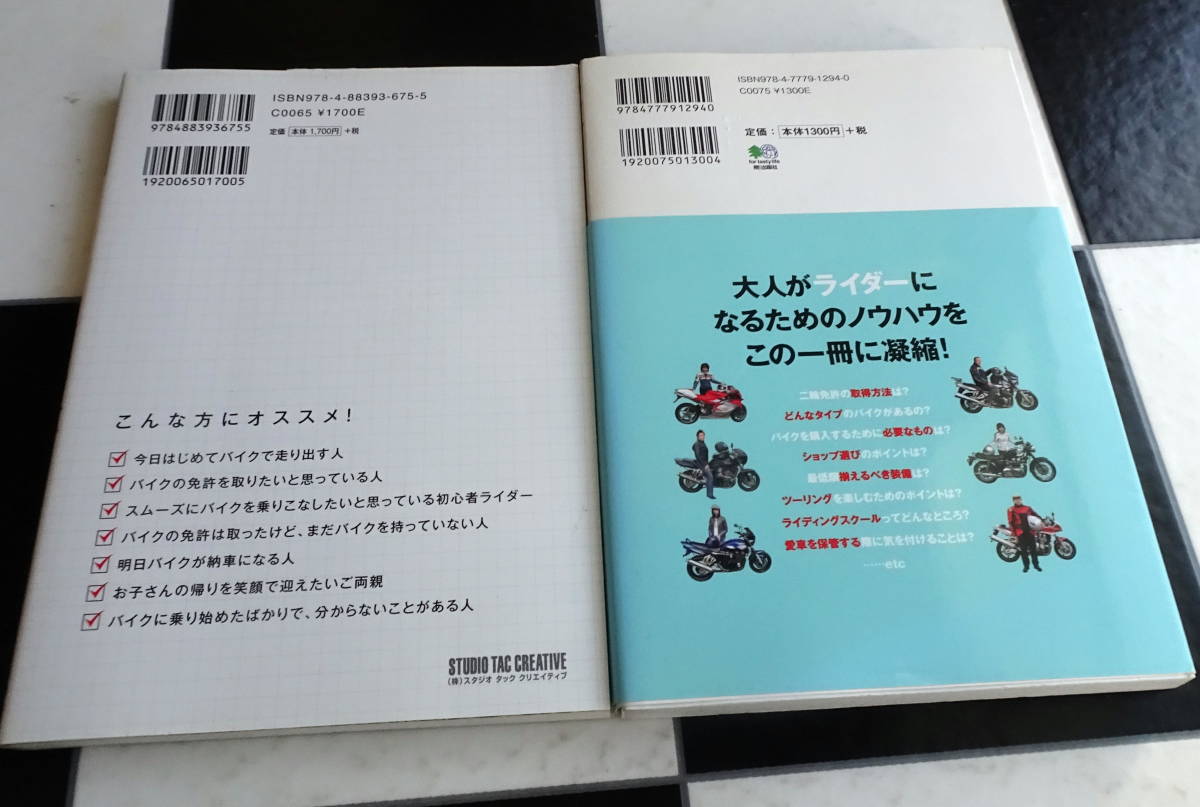 ISBN978-4-88393-675-5
C0065 ¥1700E
定価 本体 1,700円 +税
9784883936755
1920065017005
こんな方にオススメ!
今日はじめてバイクで走り出す人
バイクの免許を取りたいと思っている人
スムーズにバイクを乗りこなしたいと思っている初心者ライダー
バイクの免許は取ったけど、まだバイクを持っていない人
明日バイクが納車になる人
お子さんの帰りを笑顔で迎えたいご両親
バイクに乗り始めたばかりで、分からないことがある人
STUDIO TAC CREATIVE
(株)スタジオ タック クリエイティブ
ISBN978-4-7779-1294-0
C0075 ¥1300E
9784777912940
定価:本体1300円+税
1920075013004
for tasty life
枻出版社
大人がライダーに
なるためのノウハウを
この一冊に凝縮!
二輪免許の取得方法は?
どんなタイプのバイクがあるの?
バイクを購入するために必要なものは?
ショップ選びのポイントは?
最低限揃えるべき装備は?
ツーリングを楽しむためのポイントは?
ライディングスクールってどんなところ?
愛車を保管する際に気を付けることは?
……etc